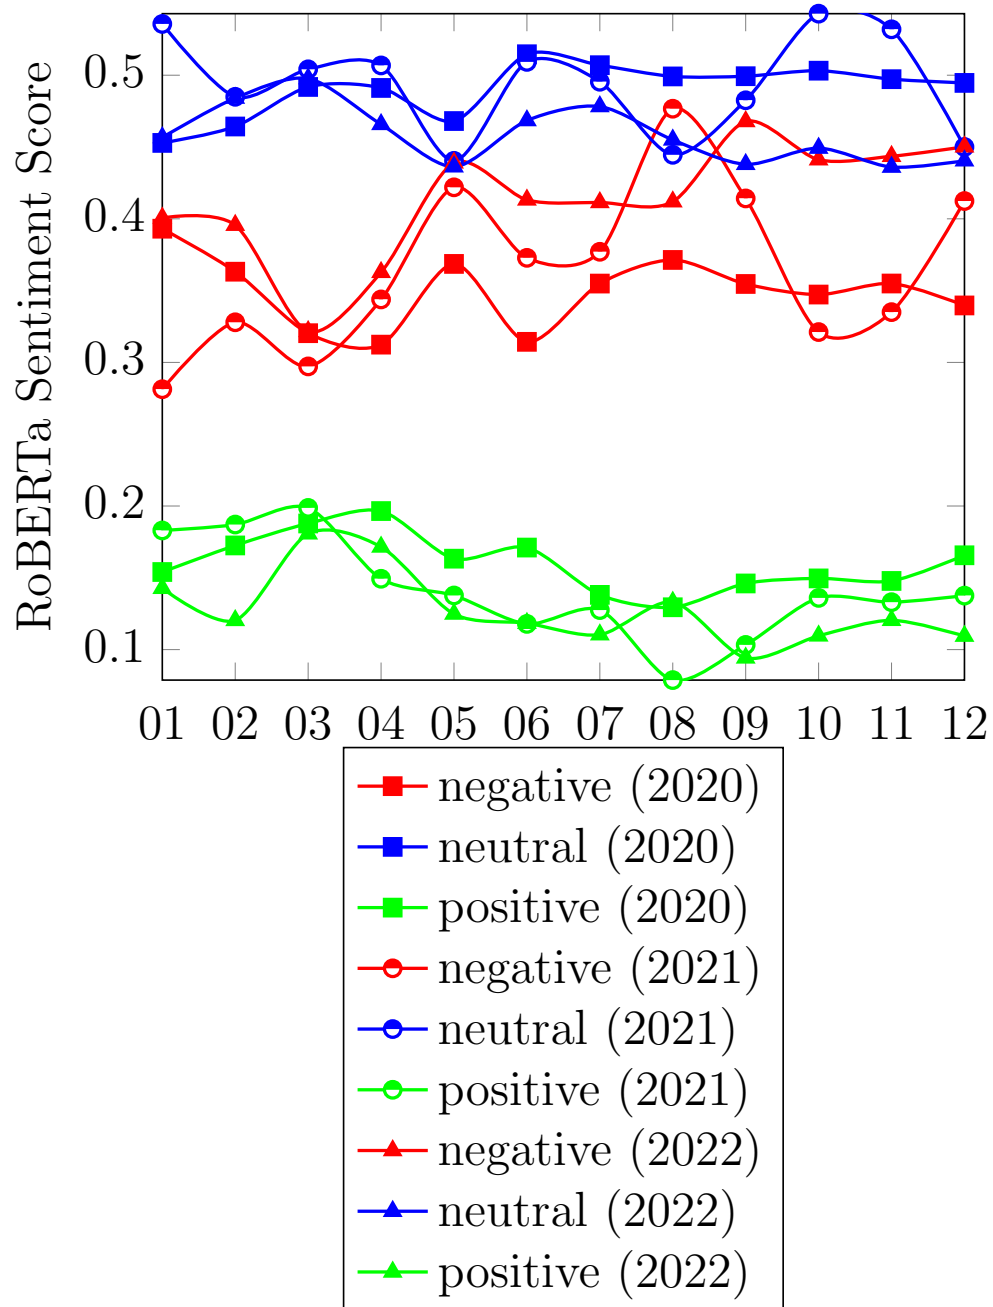 RoBERTa Sentiment Score
0.5
0.4
0.3
0.2
0.1
01 02 03 04 05 06 07 08 09 10 11 12
negative (2020)
neutral (2020)
positive (2020)
negative (2021)
neutral (2021)
positive (2021)
negative (2022)
neutral (2022)
positive (2022)